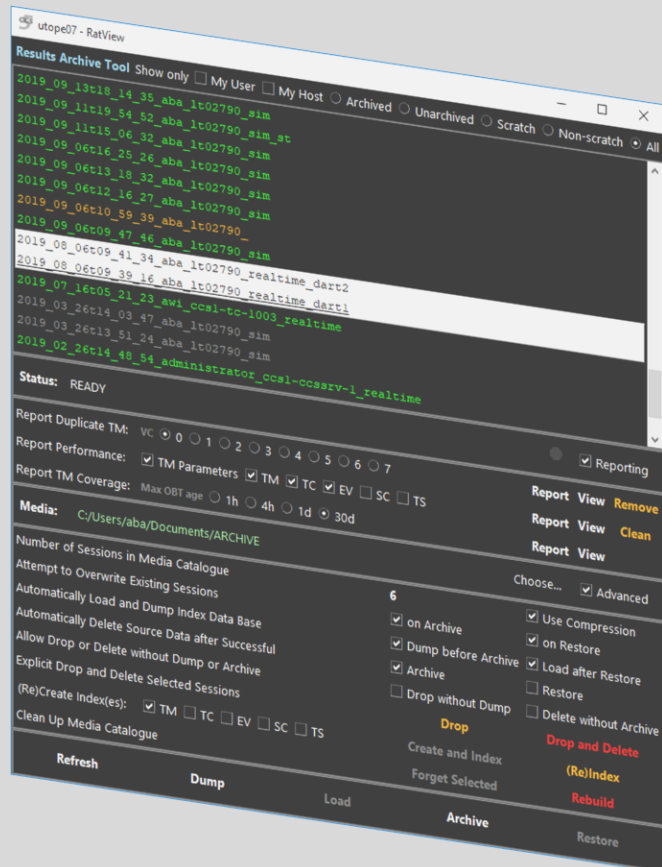 utope07 - RatView
Results Archive Tool Show only My User My Host Archived Unarchived Scratch Non-scratch All
2019_09_13t18_14_35_aba_lt02790_sim
2019_09_11t19_54_52_aba_lt02790_sim_st
2019_09_11t15_06_32_aba_lt02790_sim
2019_09_06t16_25_26_aba_lt02790_sim
2019_09_06t13_18_32_aba_lt02790_sim
2019_09_06t12_16_27_aba_lt02790_sim
2019_09_06t10_59_39_aba_lt02790_
2019_09_06t09_47_46_aba_lt02790_sim
2019_08_06t09_41_34_aba_lt02790_realtime_dart2
2019_08_06t09_39_16_aba_lt02790_realtime_dart1
2019_07_16t05_21_23_awi_ccsl-tc-1003_realtime
2019_03_26t14_03_47_aba_lt02790_sim
2019_03_26t13_51_24_aba_lt02790_sim
2019_02_26t14_48_54_administrator_ccsl-ccssrv-1_realtime
Status: READY Reporting
Report Duplicate TM: VC 0 1 2 3 4 5 6 7 Report View Remove
Report Performance: TM Parameters TM TC EV SC TS Report View Clean
Report TM Coverage: Max OBT age 1h 4h 1d 30d Report View
Media: C:/Users/aba/Documents/ARCHIVE Choose... Advanced
Number of Sessions in Media Catalogue 6 Use Compression
Attempt to Overwrite Existing Sessions on Archive on Restore
Automatically Load and Dump Index Data Base Dump before Archive Load after Restore
Automatically Delete Source Data after Successful Archive Restore
Allow Drop or Delete without Dump or Archive Drop without Dump Delete without Archive
Explicit Drop and Delete Selected Sessions Drop Drop and Delete
(Re)Create Index(es): TM TC EV SC TS Create and Index (Re)Index
Clean Up Media Catalogue Forget Selected Rebuild
Refresh Dump Load Archive Restore